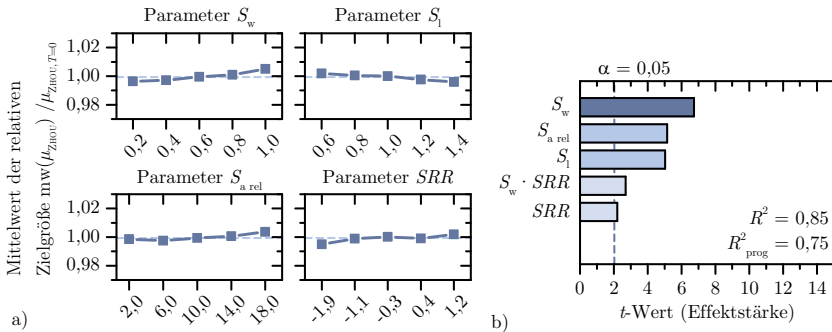 Mittelwert der relativen
Zielgröße mw(μ_ZHOU) /μ_ZHOU, T=0
Parameter S_w
1,02
1,00
0,98
0,2 0,4 0,6 0,8 1,0
Parameter S_l
0,6 0,8 1,0 1,2 1,4
Parameter S_a rel
1,02
1,00
0,98
2,0 6,0 10,0 14,0 18,0
Parameter SRR
-1,9 -1,1 -0,3 0,4 1,2
a)
α = 0,05
S_w
S_a rel
S_l
S_w · SRR
SRR
R² = 0,85
R²_prog = 0,75
0 2 4 6 8 10 12 14
t-Wert (Effektstärke)
b)